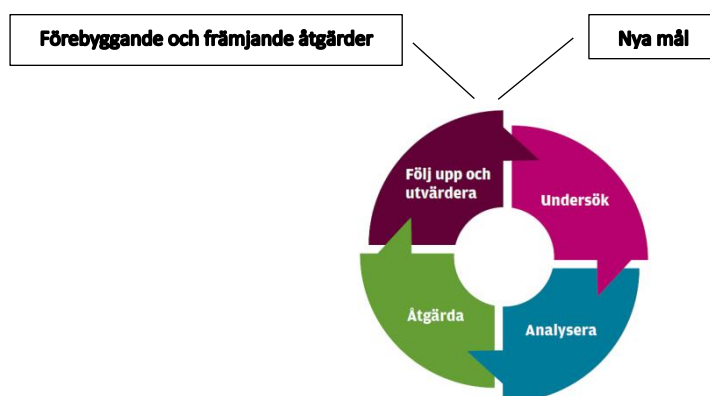 Förebyggande och främjande åtgärder
Nya mål
Följ upp och
utvärdera
Undersök
Åtgärda
Analysera